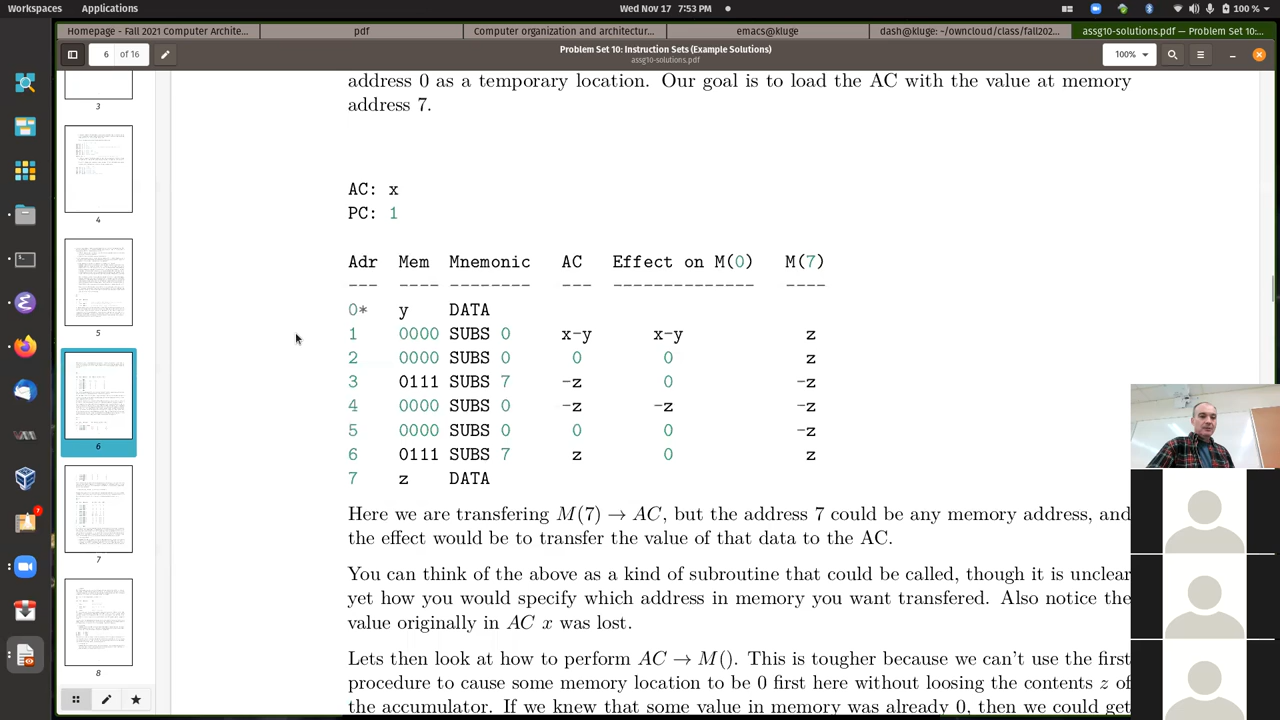 Workspaces Applications Wed Nov 17 7:53 PM 100 %
Homepage - Fall 2021 Computer Archite... pdf Computer organization and architectur... emacs@kluge dash@kluge: ~/owncloud/class/fall202... assg10-solutions.pdf — Problem Set 10:...
6 of 16 Problem Set 10: Instruction Sets (Example Solutions) 100%
assg10-solutions.pdf
3
4
5
6
7
8
address 0 as a temporary location. Our goal is to load the AC with the value at memory
address 7.
AC: x
PC: 1
Adr Mem Mnemonic AC Effect on M(0) M(7)
--- ---- -------- --- -------------- ----
0* y DATA
1 0000 SUBS 0 x-y x-y z
2 0000 SUBS 0 0 0 z
3 0111 SUBS 7 -z 0 -z
4 0000 SUBS 0 -z -z -z
5 0000 SUBS 0 0 0 -z
6 0111 SUBS 7 z 0 z
7 z DATA
Here we are transfering M(7) → AC, but the address 7 could be any memory address, and
the effect would be to transfer the value of that data to the AC.
You can think of the above as a kind of subroutine that could be called, though it is unclear
yet how you would specify which address in memory you want transfered. Also notice the
value originally in AC x was lost.
Lets then look at how to perform AC → M(). This is tougher because we can't use the first
procedure to cause some memory location to be 0 first here without loosing the contents z of
the accumulator. If we knew that some value in memory was already 0, then we could get